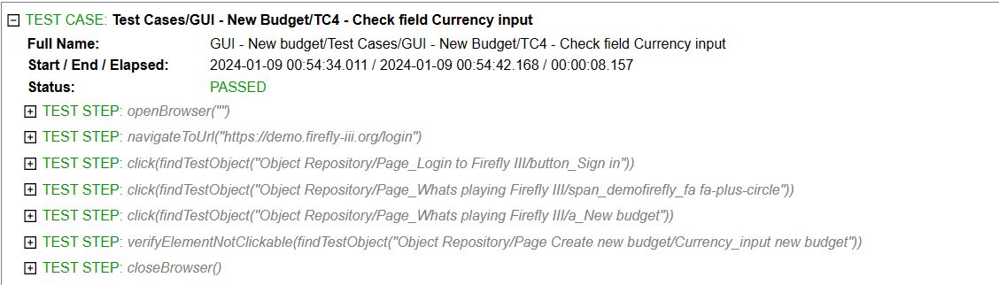 TEST CASE: Test Cases/GUI - New Budget/TC4 - Check field Currency input
Full Name: GUI - New budget/Test Cases/GUI - New Budget/TC4 - Check field Currency input
Start / End / Elapsed: 2024-01-09 00:54:34.011 / 2024-01-09 00:54:42.168 / 00:00:08.157
Status: PASSED
TEST STEP: openBrowser("")
TEST STEP: navigateToUrl("https://demo.firefly-iii.org/login")
TEST STEP: click(findTestObject("Object Repository/Page_Login to Firefly III/button_Sign in"))
TEST STEP: click(findTestObject("Object Repository/Page_Whats playing Firefly III/span_demofirefly_fa fa-plus-circle"))
TEST STEP: click(findTestObject("Object Repository/Page_Whats playing Firefly III/a_New budget"))
TEST STEP: verifyElementNotClickable(findTestObject("Object Repository/Page Create new budget/Currency_input new budget"))
TEST STEP: closeBrowser()